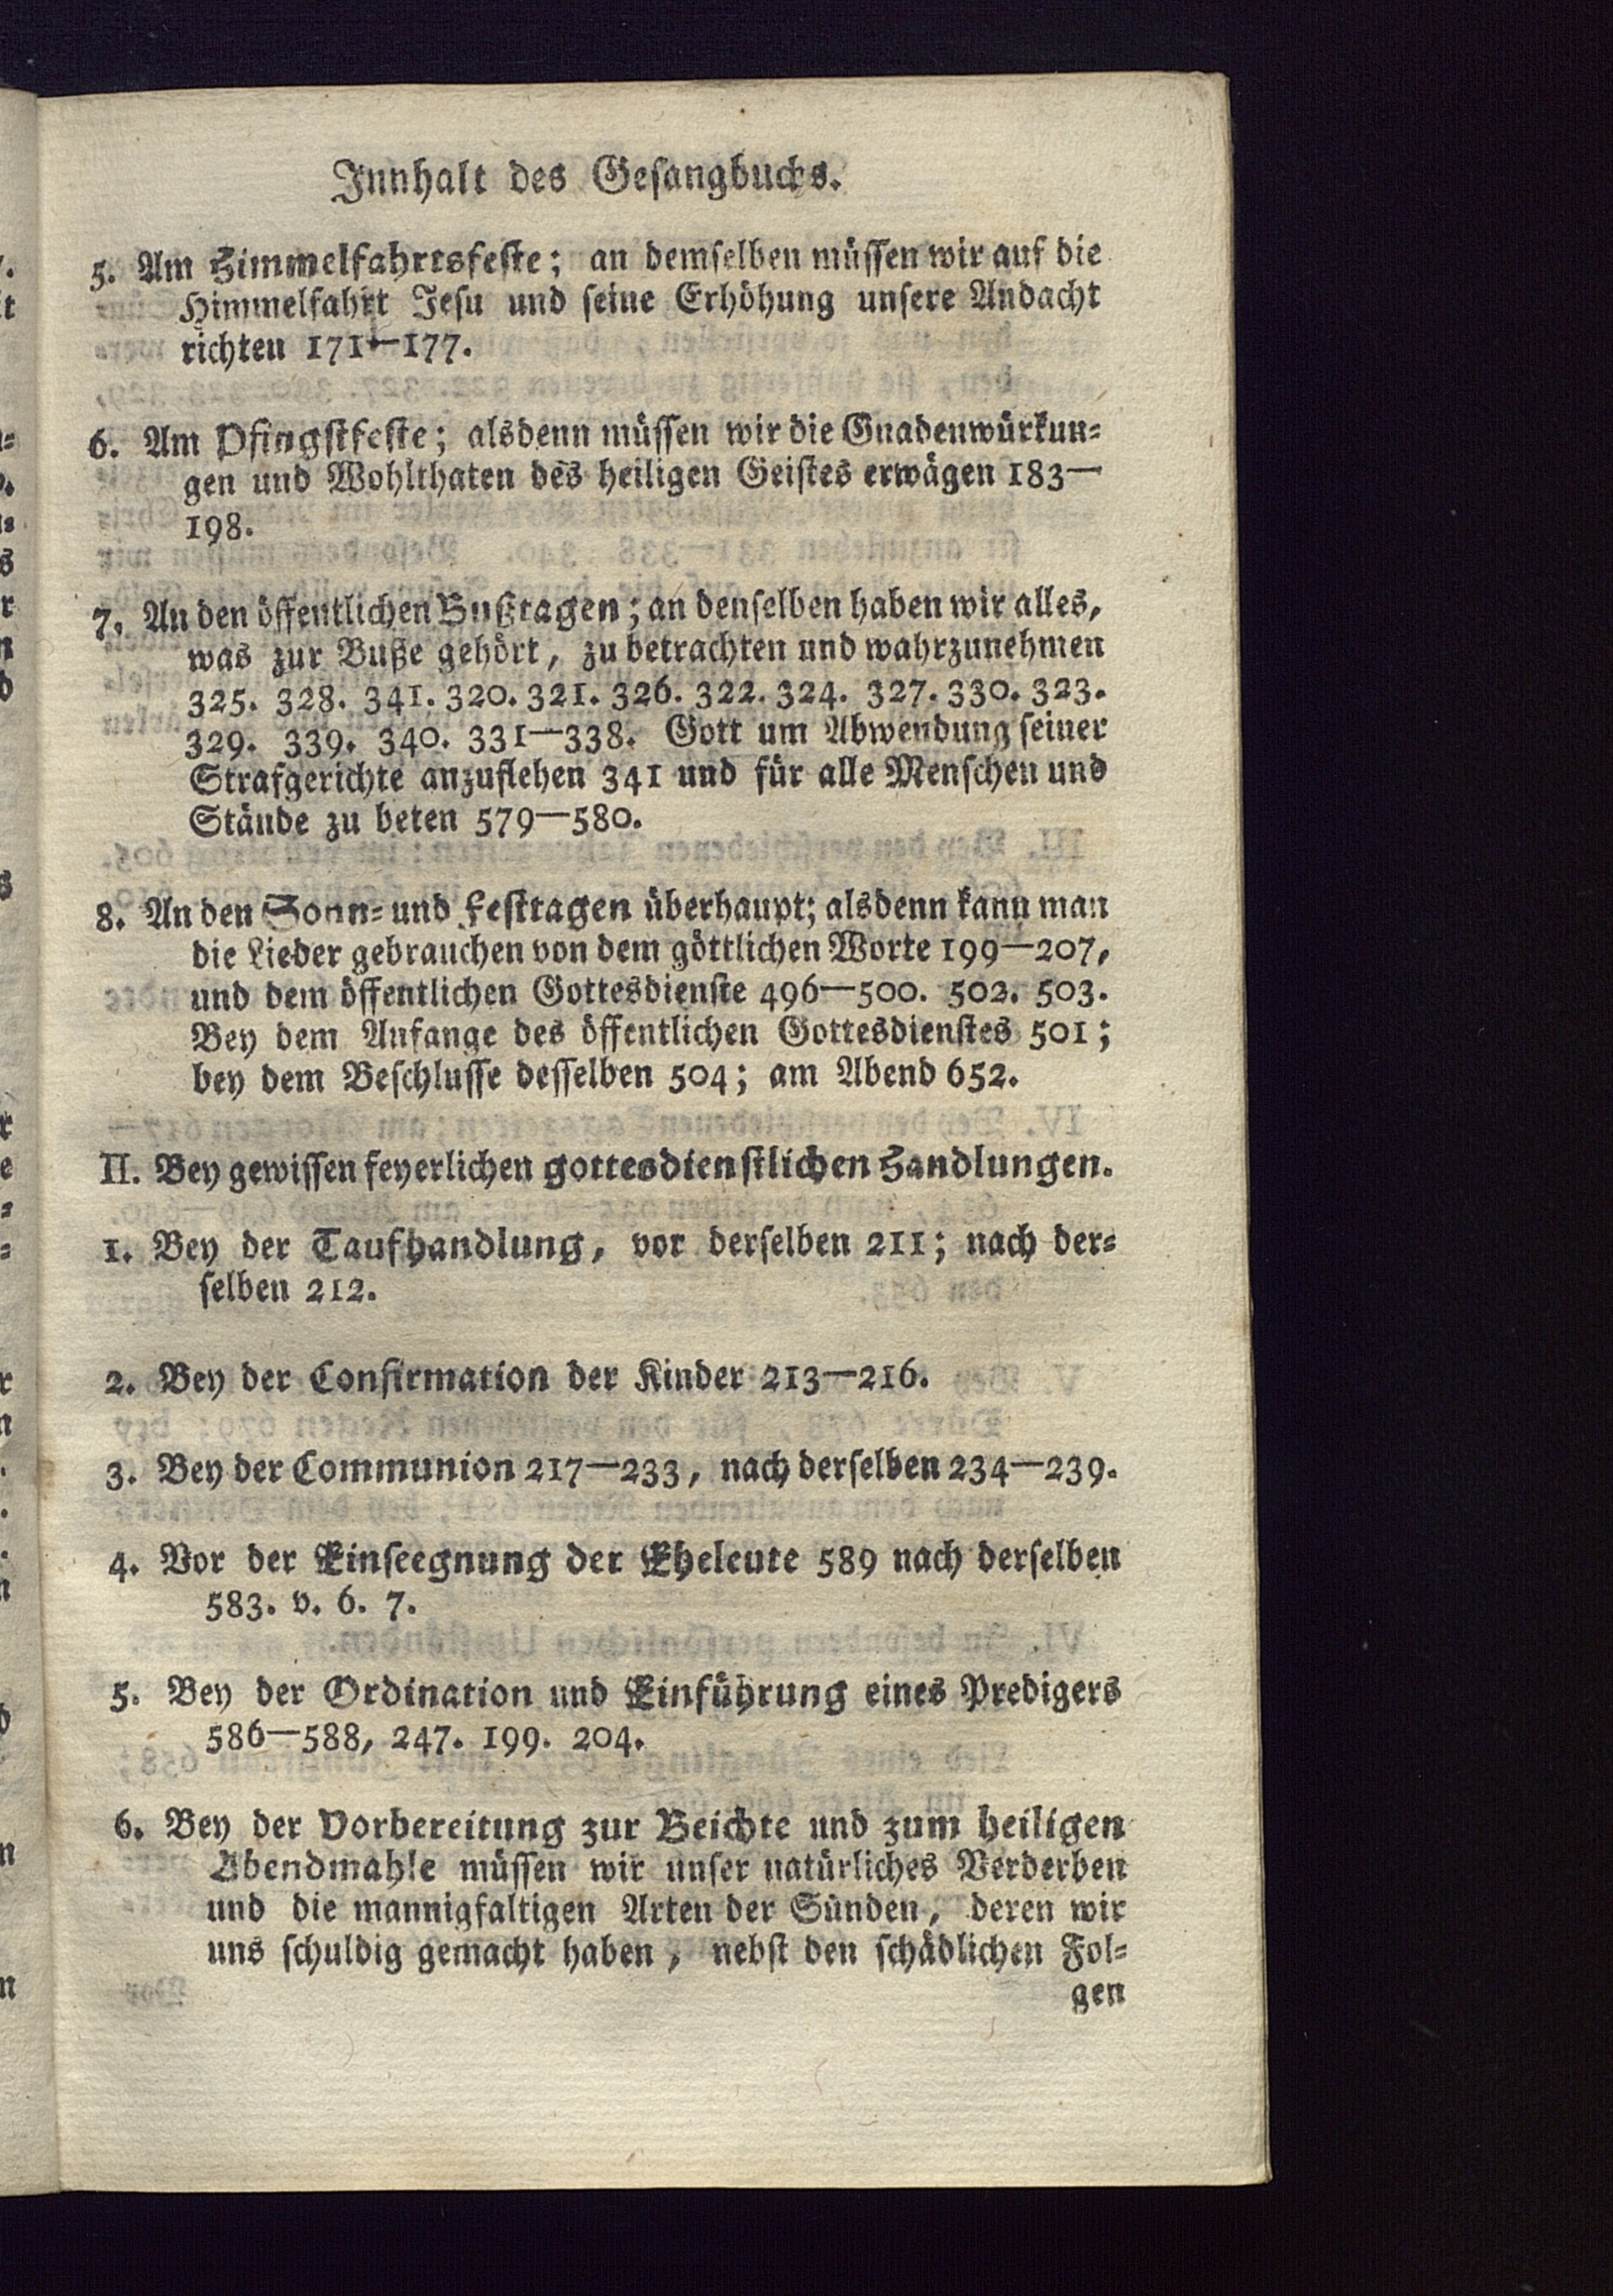 Innhalt des Gesangbuchs.
5. Am Himmelfahrtsfeste; an demselben müssen wir auf die
Himmelfahrt Jesu und seine Erhöhung unsere Andacht
richten 171—177.
6. Am Pfingstfeste; alsdenn müssen wir die Gnadenwürkun-
gen und Wohlthaten des heiligen Geistes erwägen 183—
198.
7. An den öffentlichen Bußtagen; an denselben haben wir alles,
was zur Buße gehört, zu betrachten und wahrzunehmen
325. 328. 341. 320. 321. 326. 322. 324. 327. 330. 323.
329. 339. 340. 331—338. Gott um Abwendung seiner
Strafgerichte anzuflehen 341 und für alle Menschen und
Stände zu beten 579—580.
8. An den Sonn- und Festtagen überhaupt; alsdenn kann man
die Lieder gebrauchen von dem göttlichen Worte 199—207,
und dem öffentlichen Gottesdienste 496—500. 502. 503.
Bey dem Anfange des öffentlichen Gottesdienstes 501;
bey dem Beschlusse desselben 504; am Abend 652.
II. Bey gewissen feyerlichen gottesdienstlichen Handlungen.
1. Bey der Taufhandlung, vor derselben 211; nach der-
selben 212.
2. Bey der Confirmation der Kinder 213—216.
3. Bey der Communion 217—233, nach derselben 234—239.
4. Vor der Einseegnung der Eheleute 589 nach derselben
583. v. 6. 7.
5. Bey der Ordination und Einführung eines Predigers
586—588, 247. 199. 204.
6. Bey der Vorbereitung zur Beichte und zum heiligen
Abendmahle müssen wir unser natürliches Verderben
und die mannigfaltigen Arten der Sünden, deren wir
uns schuldig gemacht haben, nebst den schädlichen Fol-
gen